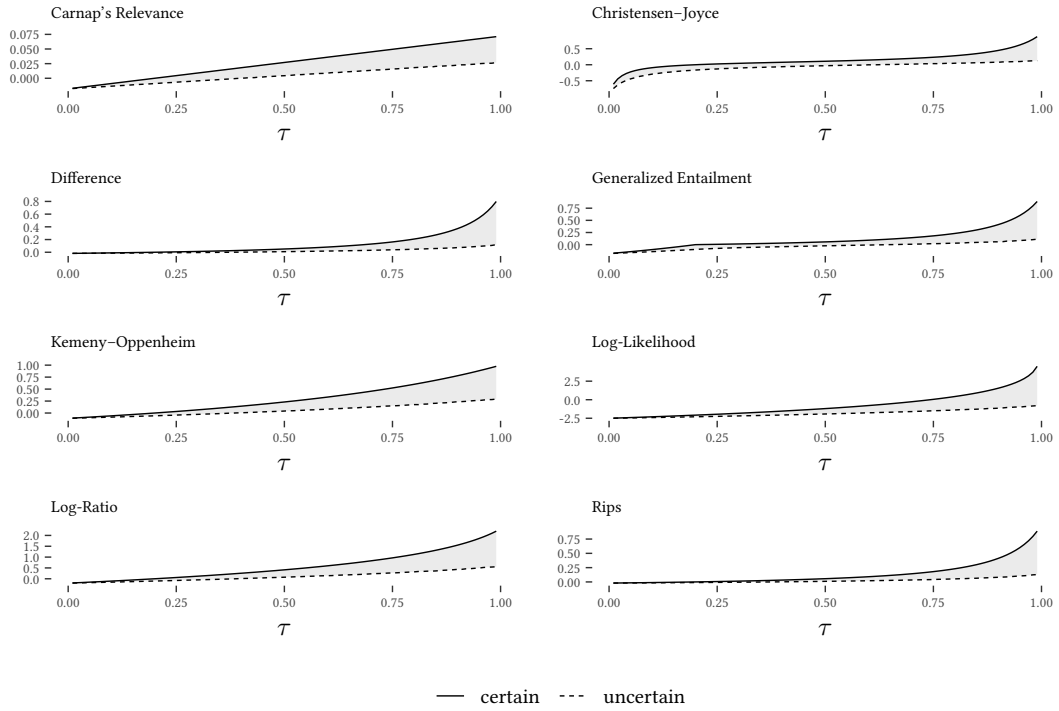 Carnap's Relevance
0.075
0.050
0.025
0.000
0.00 0.25 0.50 0.75 1.00
τ
Christensen–Joyce
0.5
0.0
-0.5
0.00 0.25 0.50 0.75 1.00
τ
Difference
0.8
0.6
0.4
0.2
0.0
0.00 0.25 0.50 0.75 1.00
τ
Generalized Entailment
0.75
0.50
0.25
0.00
0.00 0.25 0.50 0.75 1.00
τ
Kemeny–Oppenheim
1.00
0.75
0.50
0.25
0.00
0.00 0.25 0.50 0.75 1.00
τ
Log-Likelihood
2.5
0.0
-2.5
0.00 0.25 0.50 0.75 1.00
τ
Log-Ratio
2.0
1.5
1.0
0.5
0.0
0.00 0.25 0.50 0.75 1.00
τ
Rips
0.75
0.50
0.25
0.00
0.00 0.25 0.50 0.75 1.00
τ
certain uncertain